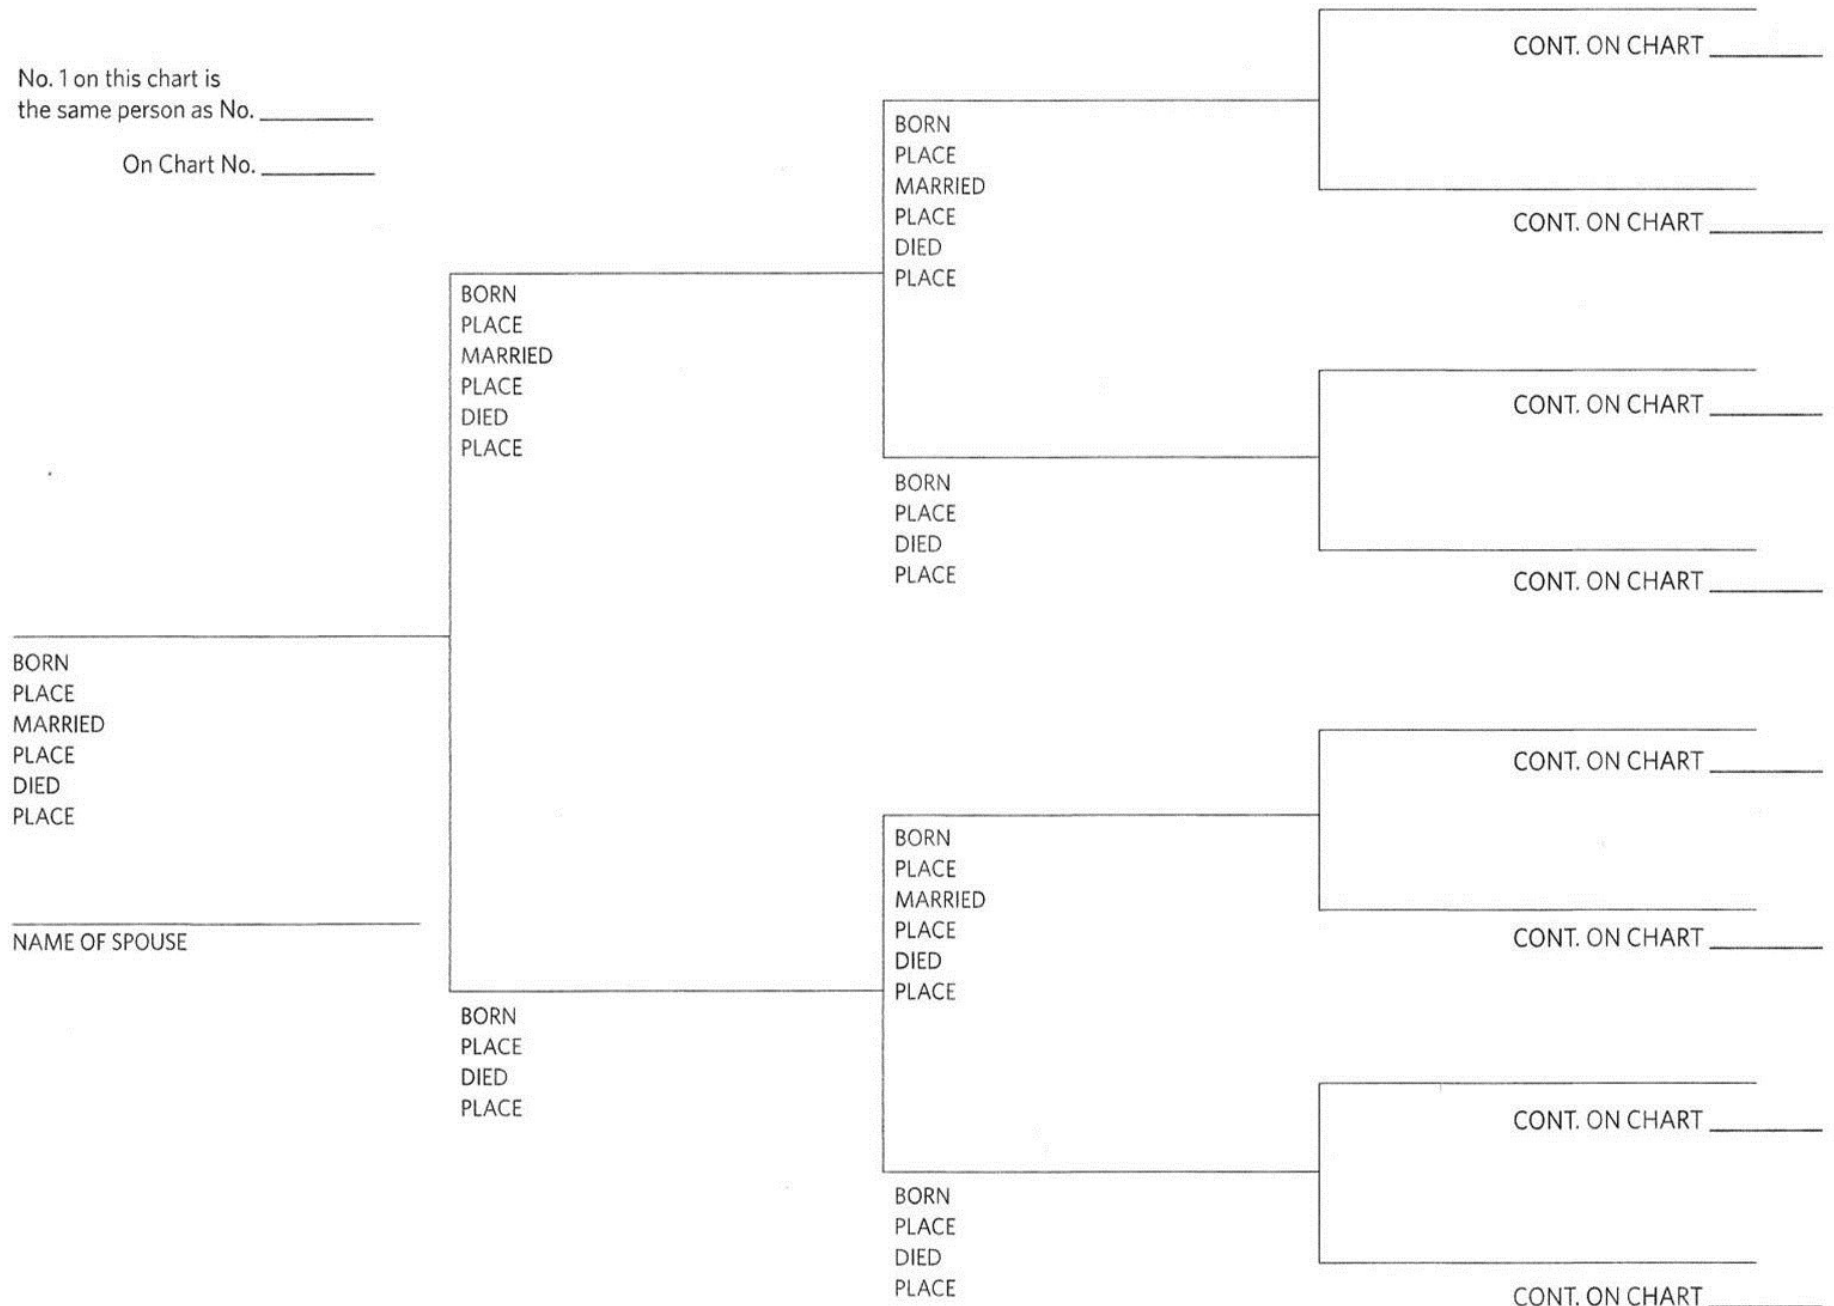 No. 1 on this chart is
the same person as No. ________
On Chart No. ________
BORN
PLACE
MARRIED
PLACE
DIED
PLACE
NAME OF SPOUSE
BORN
PLACE
MARRIED
PLACE
DIED
PLACE
BORN
PLACE
DIED
PLACE
BORN
PLACE
MARRIED
PLACE
DIED
PLACE
BORN
PLACE
DIED
PLACE
BORN
PLACE
MARRIED
PLACE
DIED
PLACE
BORN
PLACE
DIED
PLACE
CONT. ON CHART ________
CONT. ON CHART ________
CONT. ON CHART ________
CONT. ON CHART ________
CONT. ON CHART ________
CONT. ON CHART ________
CONT. ON CHART ________
CONT. ON CHART ________